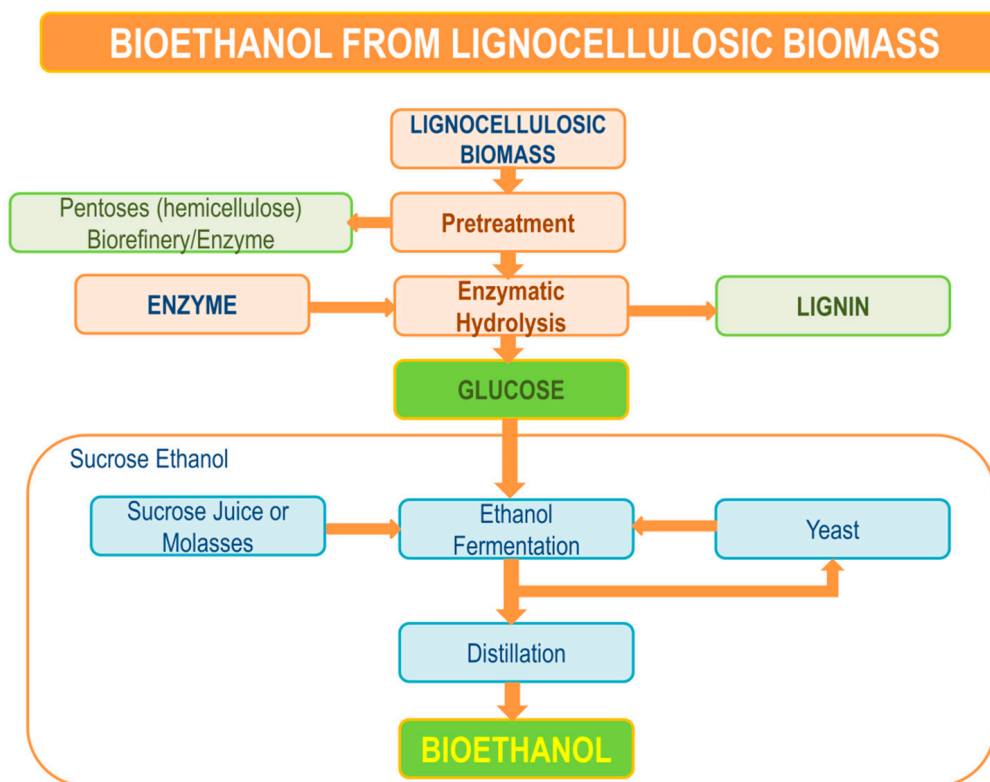 BIOETHANOL FROM LIGNOCELLULOSIC BIOMASS
LIGNOCELLULOSIC
BIOMASS
Pentoses (hemicellulose)
Biorefinery/Enzyme
Pretreatment
ENZYME
Enzymatic
Hydrolysis
LIGNIN
GLUCOSE
Sucrose Ethanol
Sucrose Juice or
Molasses
Ethanol
Fermentation
Yeast
Distillation
BIOETHANOL